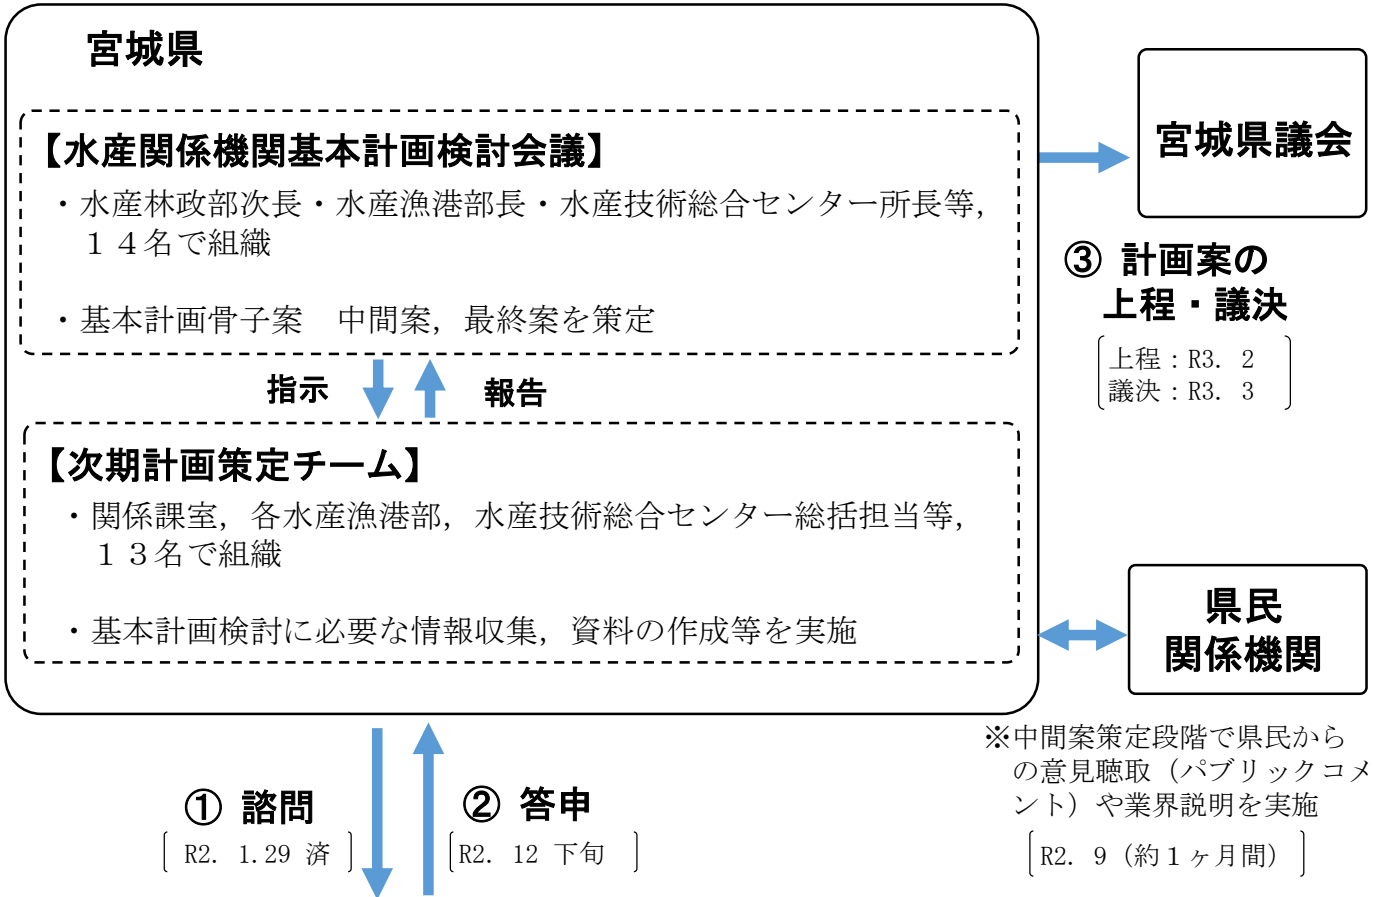 宮城県
【水産関係機関基本計画検討会議】
・水産林政部次長・水産漁港部長・水産技術総合センター所長等，
１４名で組織
・基本計画骨子案　中間案，最終案を策定
指示
報告
【次期計画策定チーム】
・関係課室，各水産漁港部，水産技術総合センター総括担当等，
１３名で組織
・基本計画検討に必要な情報収集，資料の作成等を実施
宮城県議会
③ 計画案の
上程・議決
上程：R3. 2
議決：R3. 3
県民
関係機関
※中間案策定段階で県民から
の意見聴取（パブリックコメ
ント）や業界説明を実施
R2. 9（約１ヶ月間）
① 諮問
R2. 1.29 済
② 答申
R2. 12 下旬